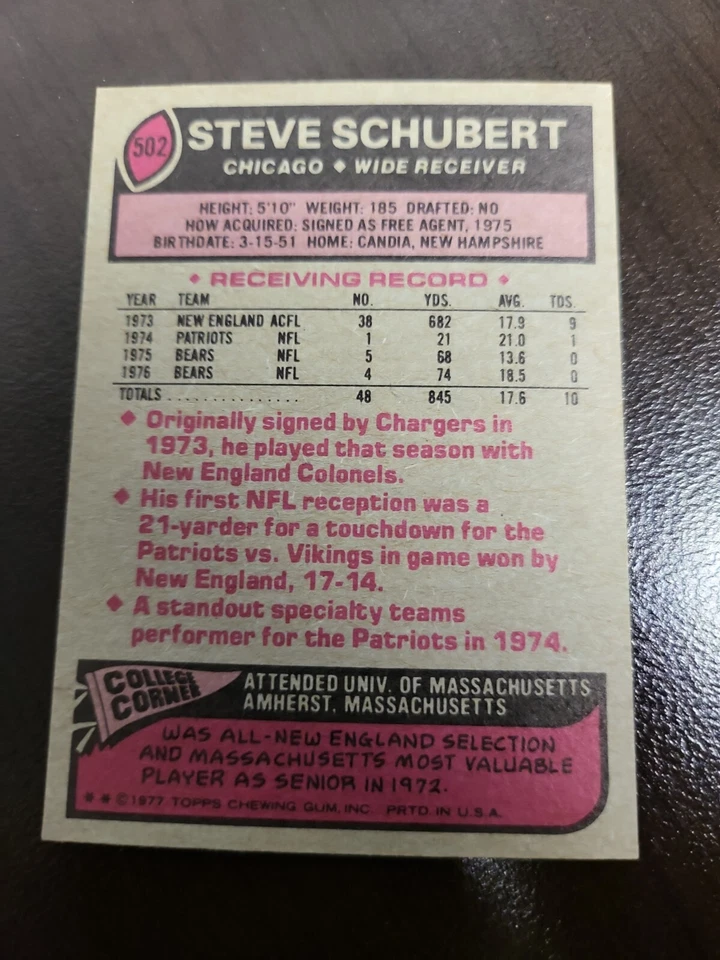 502
STEVE SCHUBERT
CHICAGO ♦ WIDE RECEIVER
HEIGHT: 5'10" WEIGHT: 185 DRAFTED: NO
HOW ACQUIRED: SIGNED AS FREE AGENT, 1975
BIRTHDATE: 3-15-51 HOME: CANDIA, NEW HAMPSHIRE
♦ RECEIVING RECORD ♦
YEAR TEAM NO. YDS. AVG. TDS.
1973 NEW ENGLAND ACFL 38 682 17.9 9
1974 PATRIOTS NFL 1 21 21.0 1
1975 BEARS NFL 5 68 13.6 0
1976 BEARS NFL 4 74 18.5 0
TOTALS . . . . . . . . . . . . . . . 48 845 17.6 10
♦ Originally signed by Chargers in
1973, he played that season with
New England Colonels.
♦ His first NFL reception was a
21-yarder for a touchdown for the
Patriots vs. Vikings in game won by
New England, 17-14.
♦ A standout specialty teams
performer for the Patriots in 1974.
COLLEGE
CORNER
ATTENDED UNIV. OF MASSACHUSETTS
AMHERST, MASSACHUSETTS
WAS ALL-NEW ENGLAND SELECTION
AND MASSACHUSETTS MOST VALUABLE
PLAYER AS SENIOR IN 1972.
* * © 1977 TOPPS CHEWING GUM, INC. PRTD IN U.S.A.